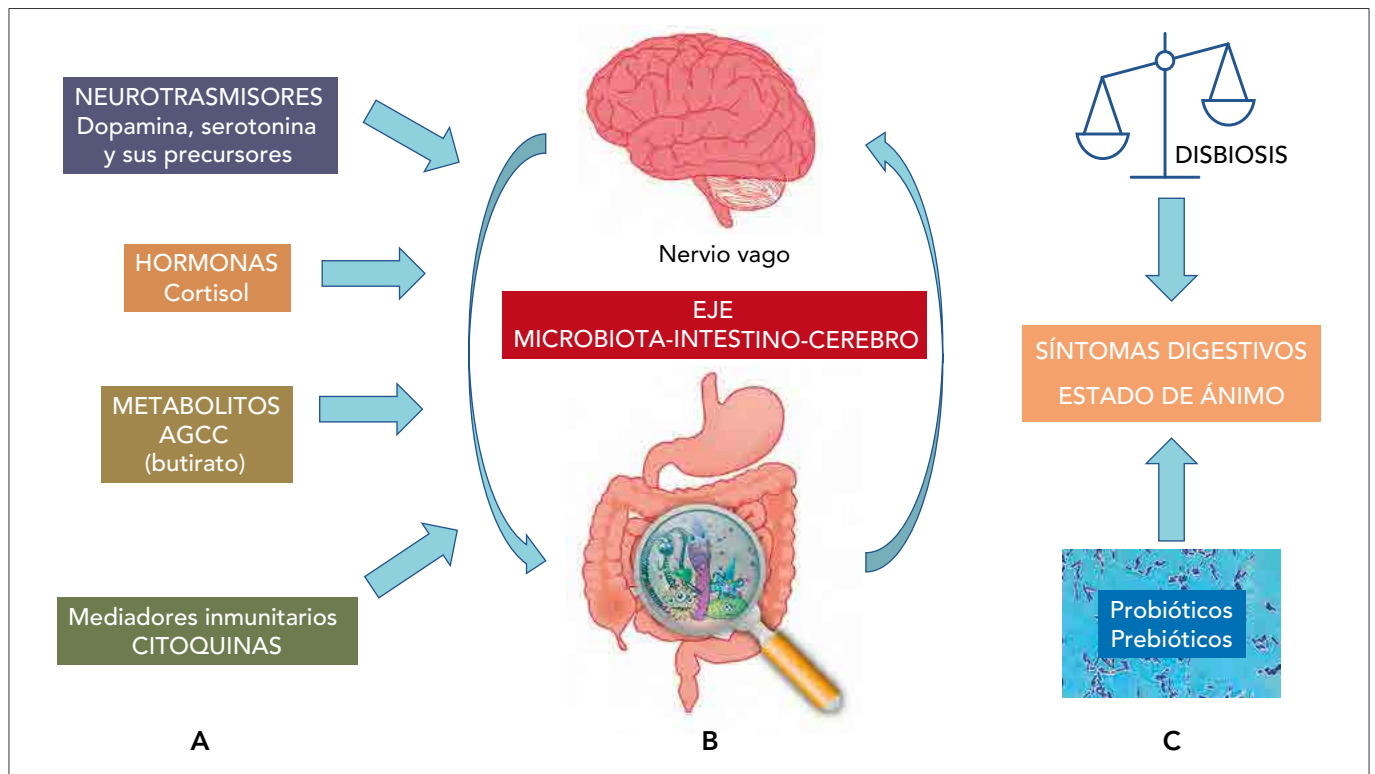 NEUROTRASMISORES
Dopamina, serotonina
y sus precursores
HORMONAS
Cortisol
METABOLITOS
AGCC
(butirato)
Mediadores inmunitarios
CITOQUINAS
A
Nervio vago
EJE
MICROBIOTA-INTESTINO-CEREBRO
B
DISBIOSIS
SÍNTOMAS DIGESTIVOS
ESTADO DE ÁNIMO
Probióticos
Prebióticos
C